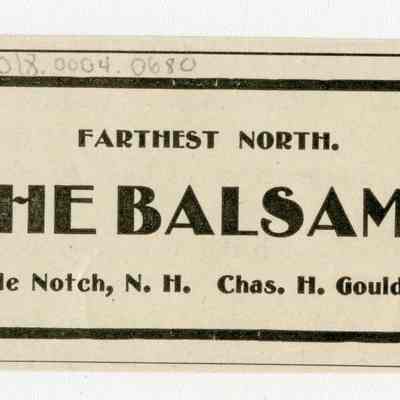 018.0004.0680
FARTHEST NORTH.
HE BALSAM
le Notch, N. H. Chas. H. Gould